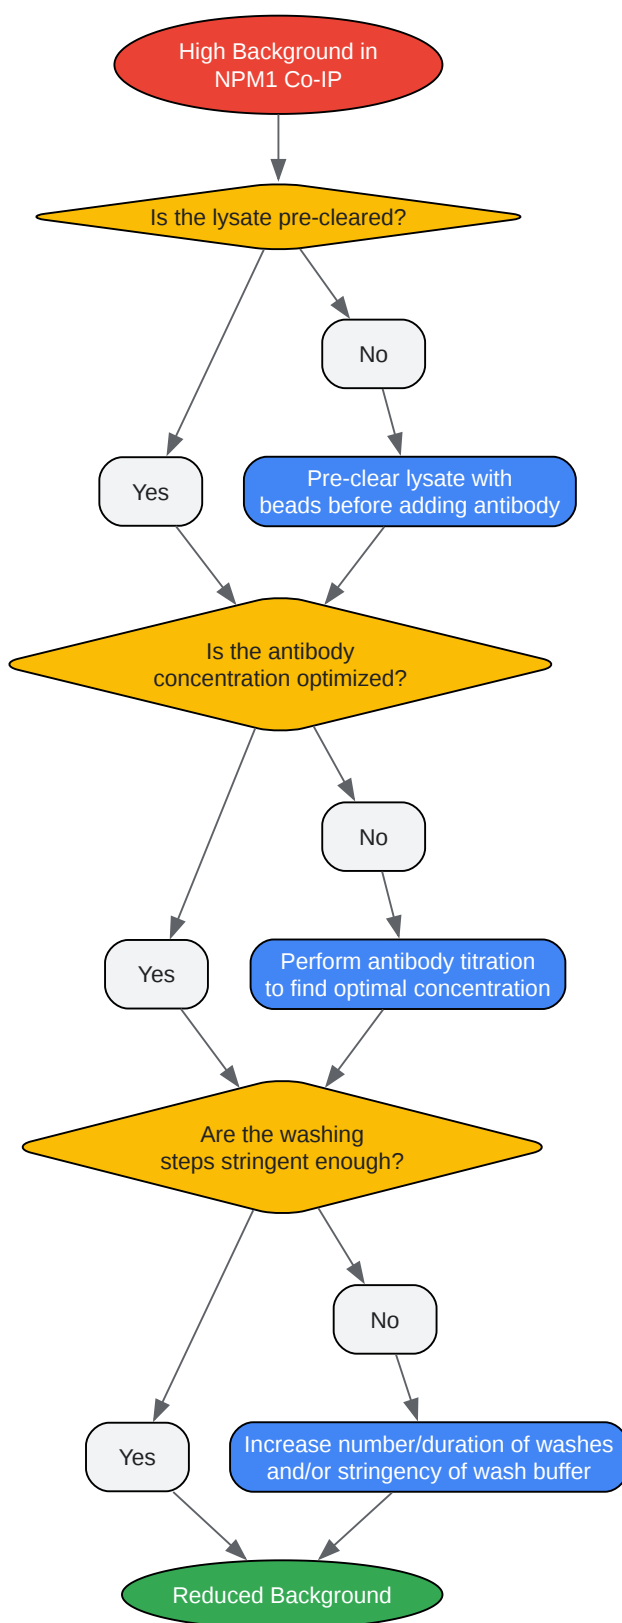 High Background in
NPM1 Co-IP
Is the lysate pre-cleared?
No
Yes
Pre-clear lysate with
beads before adding antibody
Is the antibody
concentration optimized?
No
Yes
Perform antibody titration
to find optimal concentration
Are the washing
steps stringent enough?
No
Yes
Increase number/duration of washes
and/or stringency of wash buffer
Reduced Background